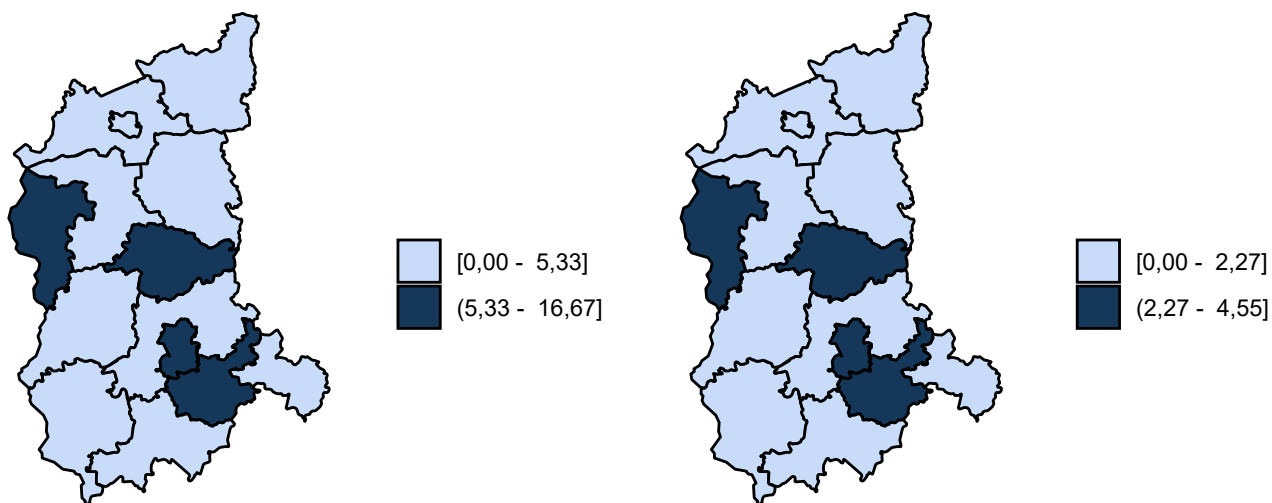 [0,00 - 5,33]
(5,33 - 16,67]
[0,00 - 2,27]
(2,27 - 4,55]